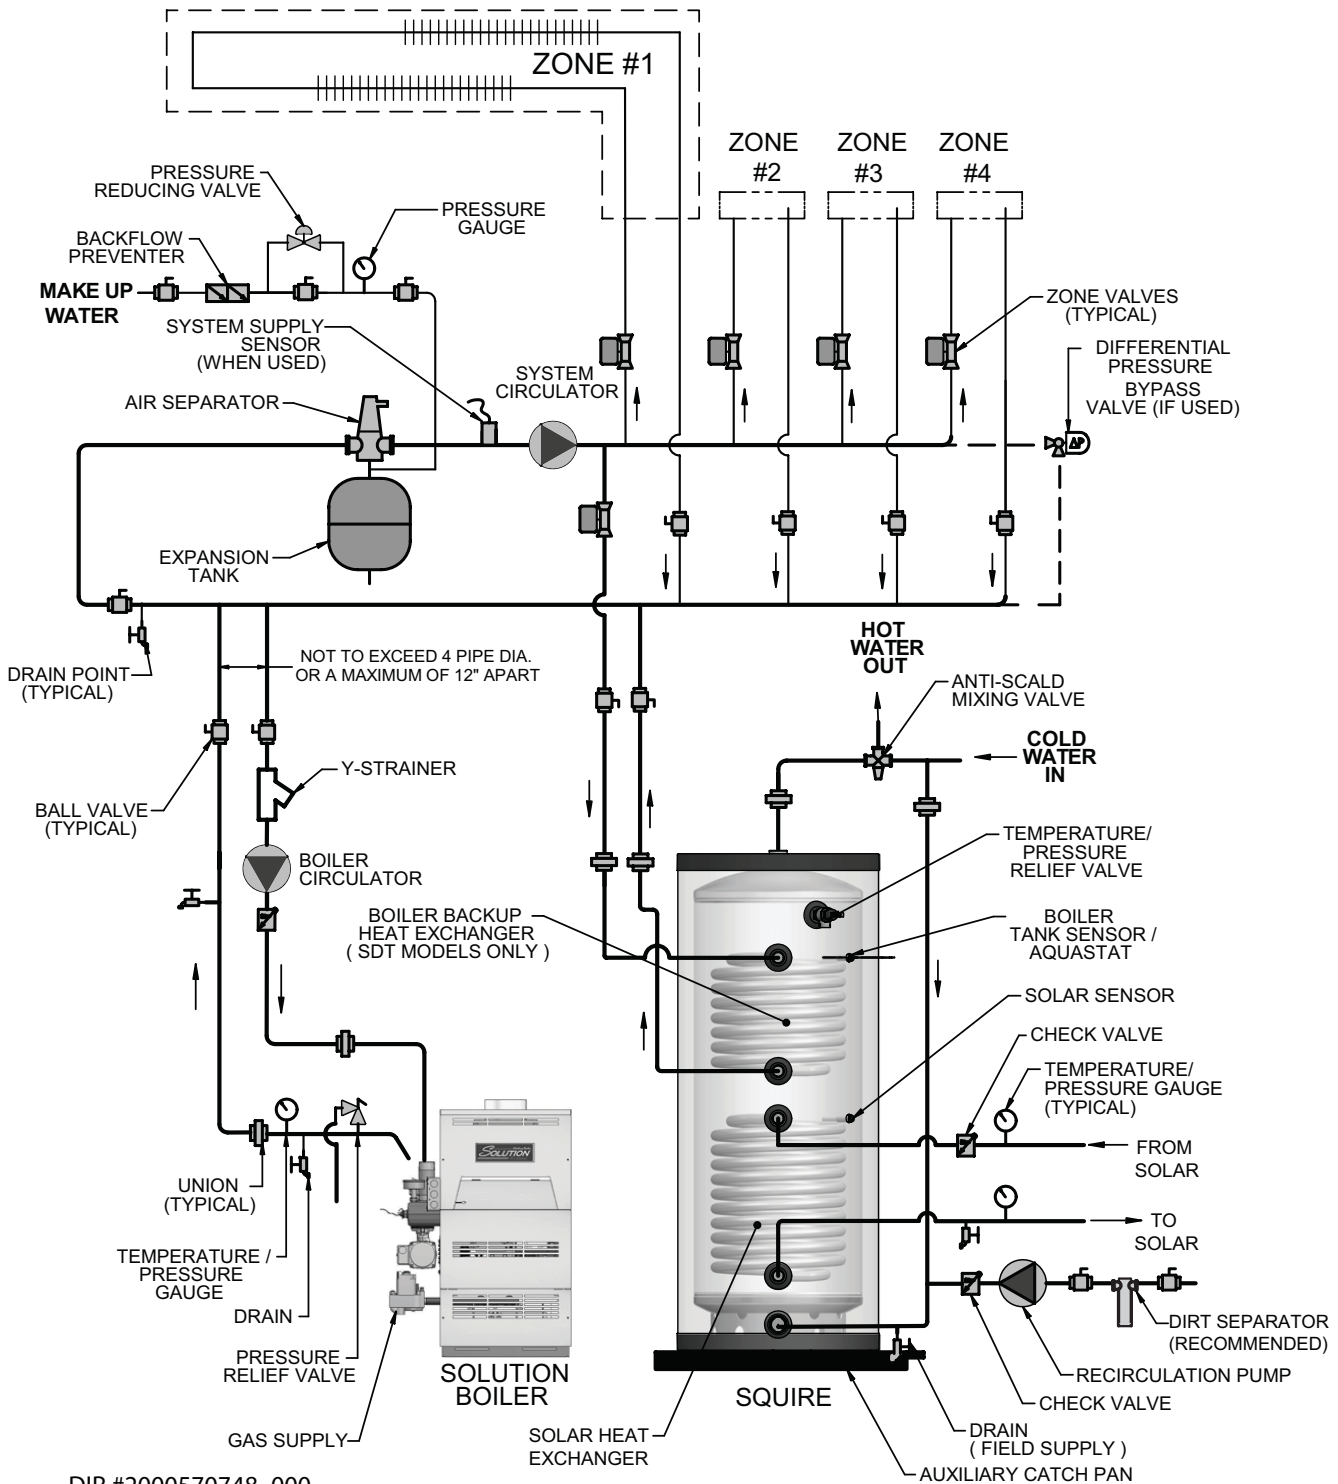 ZONE #1
ZONE
#2
ZONE
#3
ZONE
#4
PRESSURE
REDUCING VALVE
PRESSURE
GAUGE
BACKFLOW
PREVENTER
MAKE UP
WATER
SYSTEM SUPPLY
SENSOR
(WHEN USED)
SYSTEM
CIRCULATOR
ZONE VALVES
(TYPICAL)
DIFFERENTIAL
PRESSURE
BYPASS
VALVE (IF USED)
ΔP
AIR SEPARATOR
EXPANSION
TANK
DRAIN POINT
(TYPICAL)
NOT TO EXCEED 4 PIPE DIA.
OR A MAXIMUM OF 12" APART
HOT
WATER
OUT
ANTI-SCALD
MIXING VALVE
COLD
WATER
IN
Y-STRAINER
BALL VALVE
(TYPICAL)
BOILER
CIRCULATOR
TEMPERATURE/
PRESSURE
RELIEF VALVE
BOILER BACKUP
HEAT EXCHANGER
( SDT MODELS ONLY )
BOILER
TANK SENSOR /
AQUASTAT
SOLAR SENSOR
CHECK VALVE
TEMPERATURE/
PRESSURE GAUGE
(TYPICAL)
FROM
SOLAR
SOLUTION
UNION
(TYPICAL)
TO
SOLAR
TEMPERATURE /
PRESSURE
GAUGE
DRAIN
PRESSURE
RELIEF VALVE
DIRT SEPARATOR
(RECOMMENDED)
RECIRCULATION PUMP
CHECK VALVE
SOLUTION
BOILER
SQUIRE
GAS SUPPLY
SOLAR HEAT
EXCHANGER
DRAIN
( FIELD SUPPLY )
AUXILIARY CATCH PAN